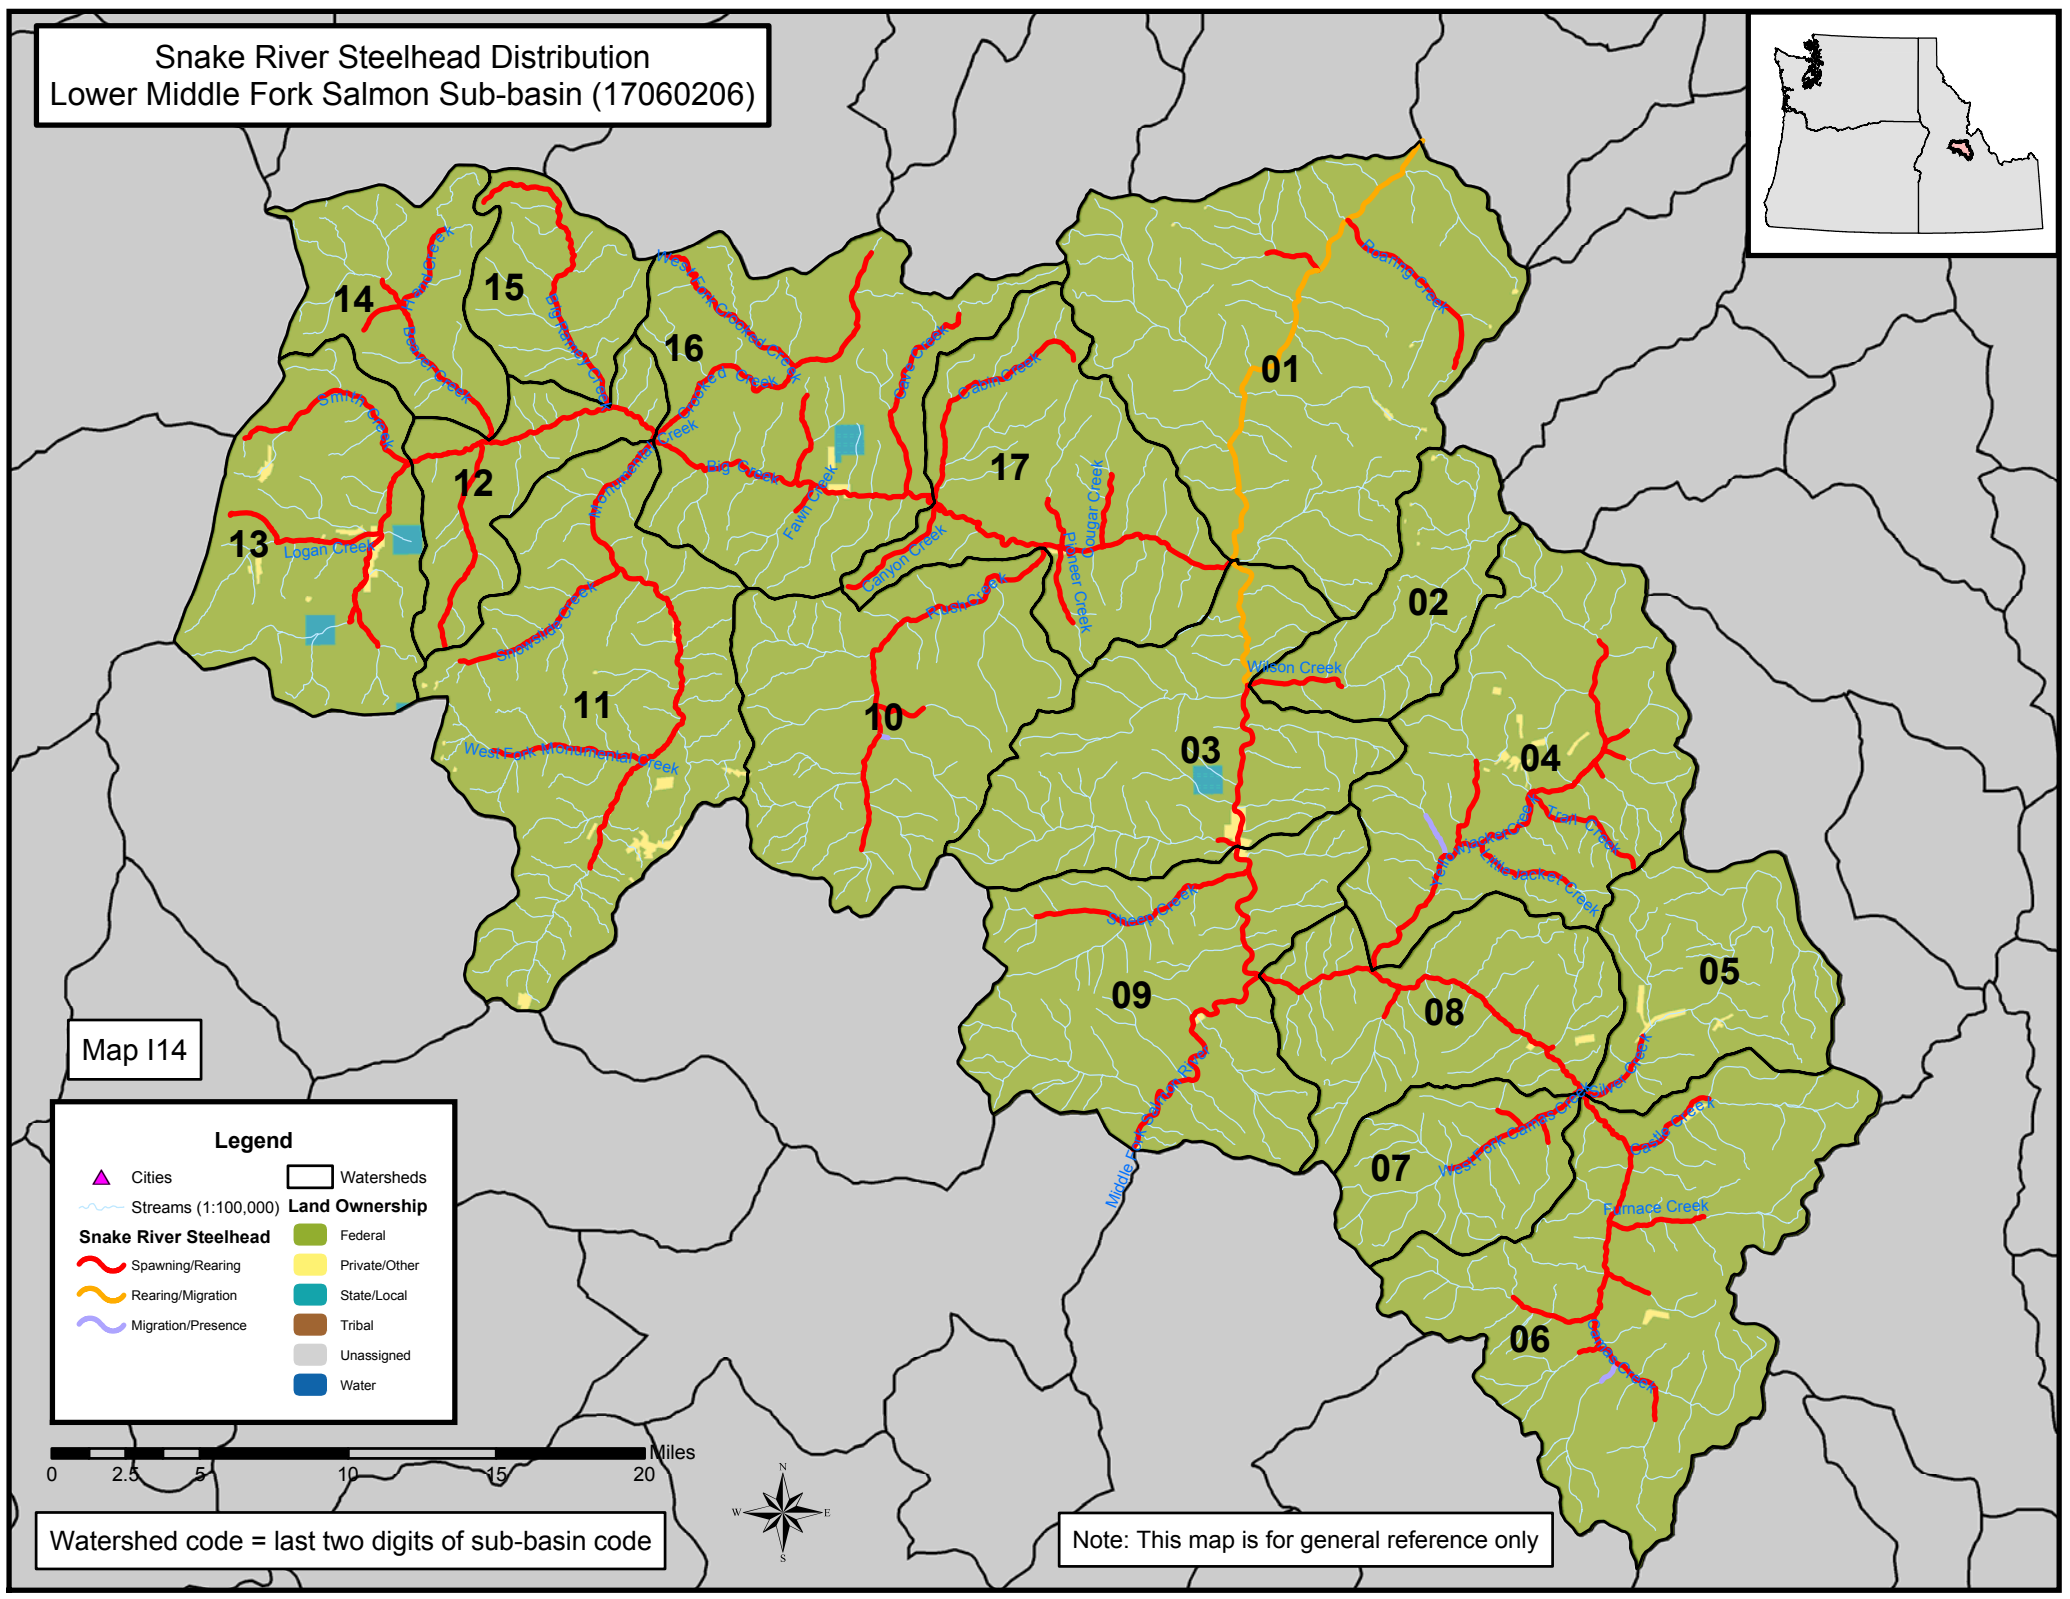 Snake River Steelhead Distribution
Lower Middle Fork Salmon Sub-basin (17060206)
14
Hand Creek
Beaver Creek
15
Big Ramey Creek
16
West Fork Crooked Creek
Crooked Creek
Cave Creek
Cabin Creek
01
Roaring Creek
Smith Creek
12
Monumental Creek
Big Creek
Fawn Creek
17
Cougar Creek
Pioneer Creek
13
Logan Creek
Canyon Creek
Rush Creek
02
Snowslide Creek
Wilson Creek
11
West Fork Monumental Creek
10
03
04
Yellowjacket Creek
Trail Creek
Little Jacket Creek
Sheep Creek
09
08
05
Silver Creek
Middle Fork Salmon River
07
West Fork Camas Creek
Castle Creek
Furnace Creek
06
Camas Creek
Map I14
Legend
Cities
Watersheds
Streams (1:100,000)
Land Ownership
Snake River Steelhead
Federal
Spawning/Rearing
Private/Other
Rearing/Migration
State/Local
Migration/Presence
Tribal
Unassigned
Water
Miles
0 2.5 5 10 15 20
N
W E
S
Watershed code = last two digits of sub-basin code
Note: This map is for general reference only